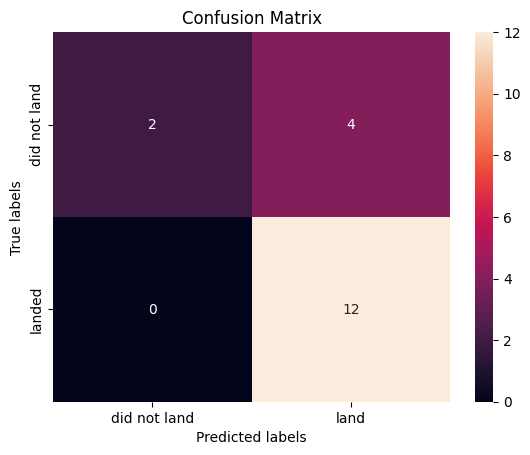 Confusion Matrix
True labels
did not land
landed
2
4
0
12
did not land
land
Predicted labels
12
10
8
6
4
2
0